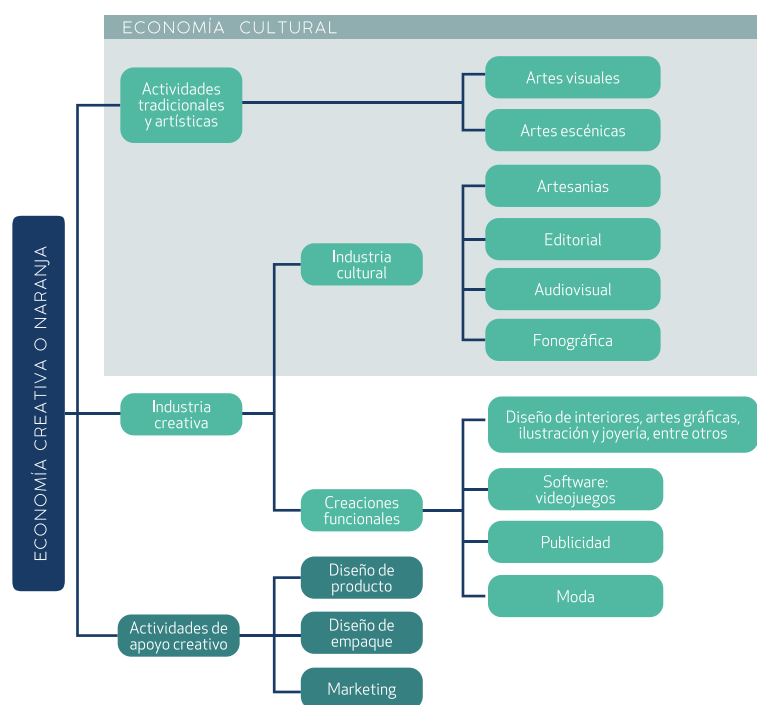 ECONOMÍA CULTURAL
ECONOMÍA CREATIVA O NARANJA
Actividades
tradicionales
y artísticas
Artes visuales
Artes escénicas
Industria
creativa
Industria
cultural
Artesanias
Editorial
Audiovisual
Fonográfica
Creaciones
funcionales
Diseño de interiores, artes gráficas,
ilustración y joyería, entre otros
Software:
videojuegos
Publicidad
Moda
Actividades de
apoyo creativo
Diseño de
producto
Diseño de
empaque
Marketing